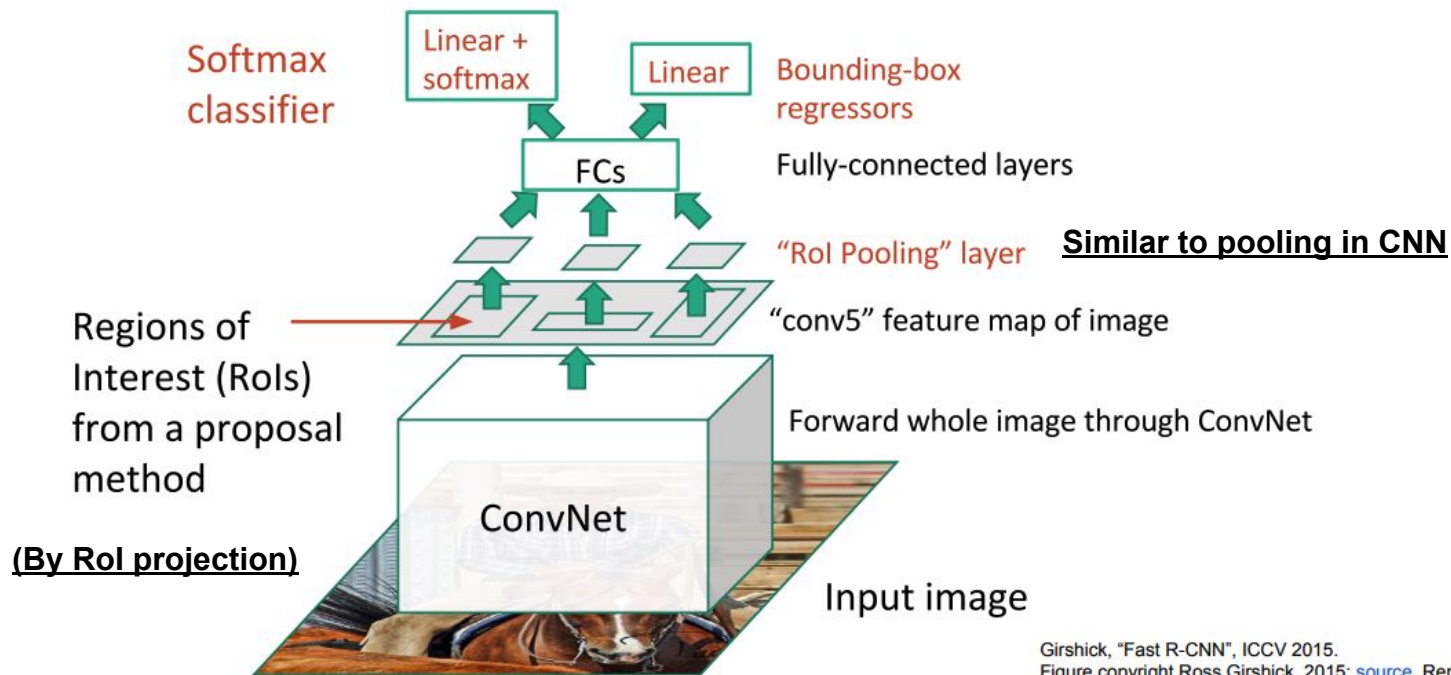 Softmax
classifier
Linear +
softmax
Linear
Bounding-box
regressors
FCs
Fully-connected layers
“RoI Pooling” layer
Similar to pooling in CNN
“conv5” feature map of image
Regions of
Interest (RoIs)
from a proposal
method
Forward whole image through ConvNet
ConvNet
(By RoI projection)
Input image
Girshick, “Fast R-CNN”, ICCV 2015.
Figure copyright Ross Girshick, 2015; source.